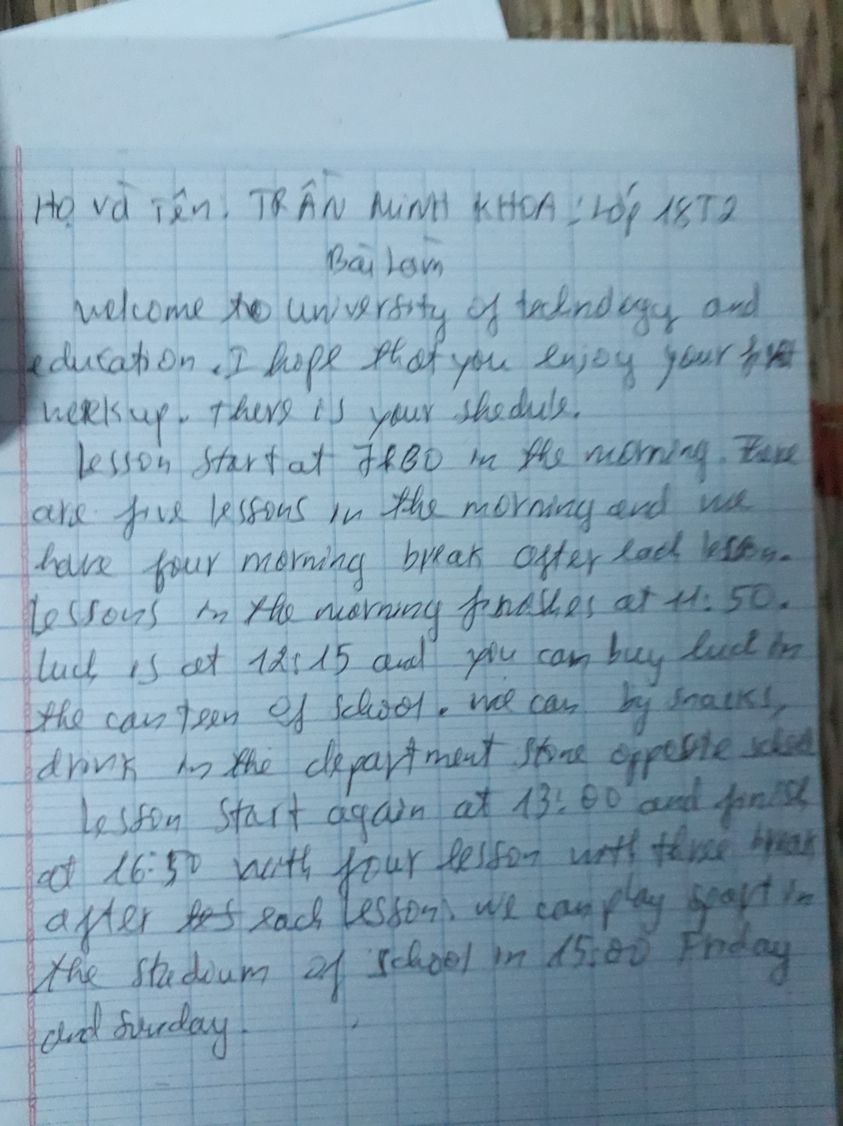 Họ và Tên: TRẦN MINH KHOA : Lớp 18T2
Bài Làm
Welcome to university of technology and
education. I hope that you enjoy your first
week up. There is your shedule.
Lesson start at 7:30 in the morning. There
are five lessons in the morning and we
have four morning break after each lesson.
Lessons in the morning finishes at 11:50.
luch is at 12:15 and you can buy luch in
the canteen of school. We can by snacks,
drink in the department store opposite school
Lesson start again at 13:00 and finish
at 16:50 with four lesson with three break
after each Lesson. We can play sport in
the stadium of school in 15:00 Friday
and Sunday.